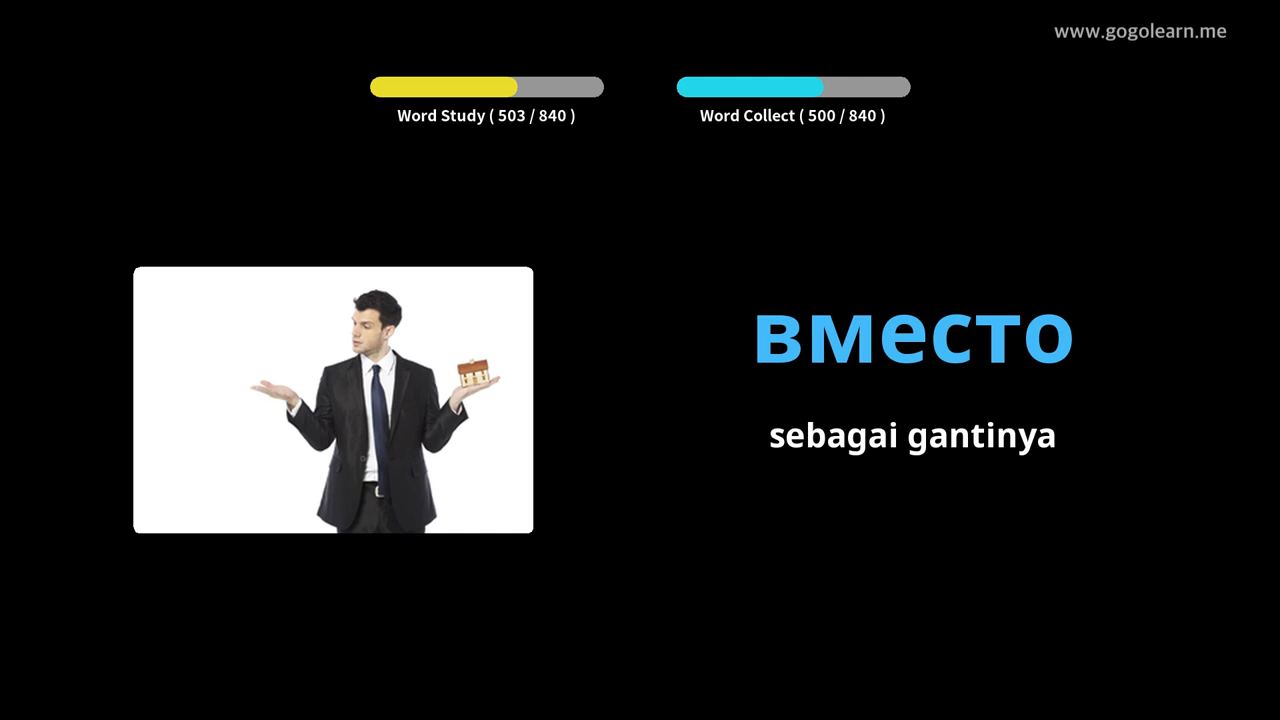 www.gogolearn.me
Word Study ( 503 / 840 )
Word Collect ( 500 / 840 )
вместо
sebagai gantinya